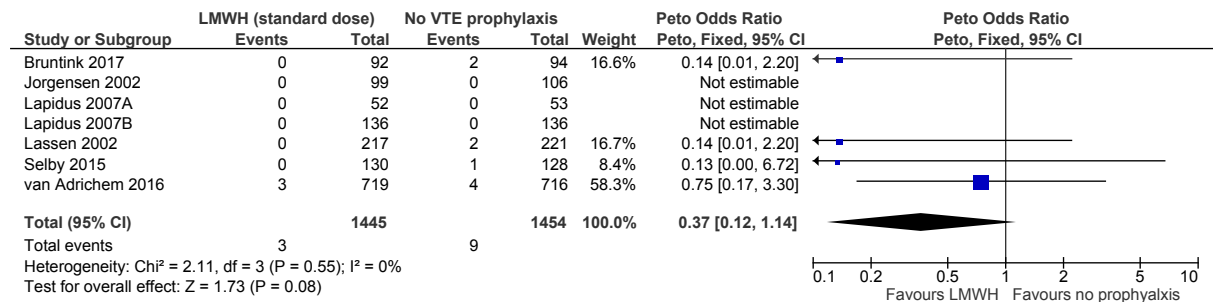 LMWH (standard dose) No VTE prophylaxis Peto Odds Ratio Peto Odds Ratio
Study or Subgroup Events Total Events Total Weight Peto, Fixed, 95% CI Peto, Fixed, 95% CI
Bruntink 2017 0 92 2 94 16.6% 0.14 [0.01, 2.20]
Jorgensen 2002 0 99 0 106 Not estimable
Lapidus 2007A 0 52 0 53 Not estimable
Lapidus 2007B 0 136 0 136 Not estimable
Lassen 2002 0 217 2 221 16.7% 0.14 [0.01, 2.20]
Selby 2015 0 130 1 128 8.4% 0.13 [0.00, 6.72]
van Adrichem 2016 3 719 4 716 58.3% 0.75 [0.17, 3.30]
Total (95% CI) 1445 1454 100.0% 0.37 [0.12, 1.14]
Total events 3 9
Heterogeneity: Chi² = 2.11, df = 3 (P = 0.55); I² = 0%
Test for overall effect: Z = 1.73 (P = 0.08)
0.1 0.2 0.5 1 2 5 10
Favours LMWH Favours no prophyalxis